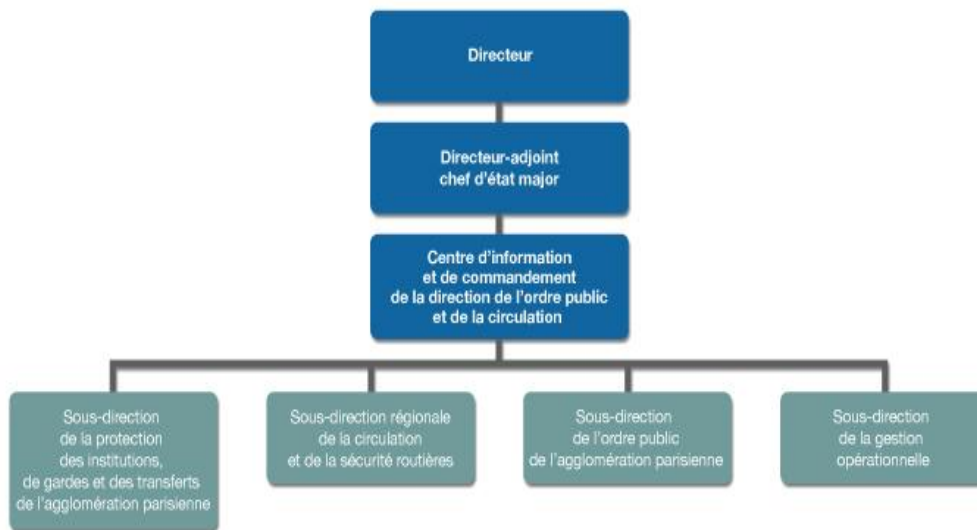 Directeur
Directeur-adjoint
chef d'état major
Centre d'information
et de commandement
de la direction de l'ordre public
et de la circulation
Sous-direction
de la protection
des institutions,
de gardes et des transferts
de l'agglomération parisienne
Sous-direction régionale
de la circulation
et de la sécurité routières
Sous-direction
de l'ordre public
de l'agglomération parisienne
Sous-direction
de la gestion
opérationnelle